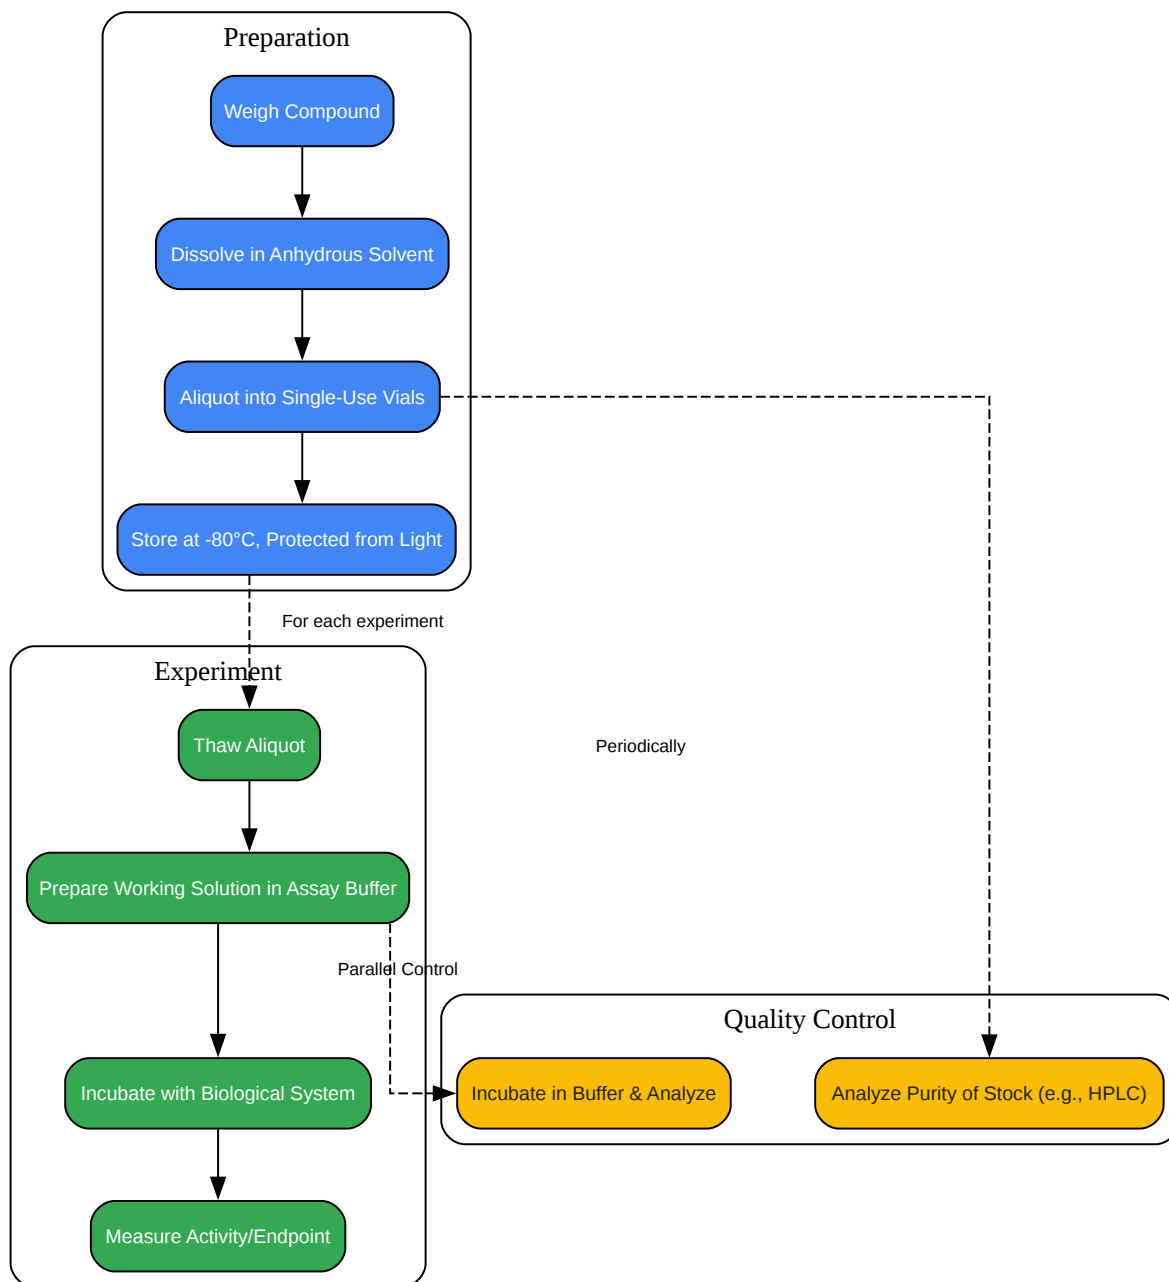 Preparation
Weigh Compound
Dissolve in Anhydrous Solvent
Aliquot into Single-Use Vials
Store at -80°C, Protected from Light
For each experiment
Experiment
Thaw Aliquot
Periodically
Prepare Working Solution in Assay Buffer
Parallel Control
Quality Control
Incubate with Biological System
Incubate in Buffer & Analyze
Analyze Purity of Stock (e.g., HPLC)
Measure Activity/Endpoint